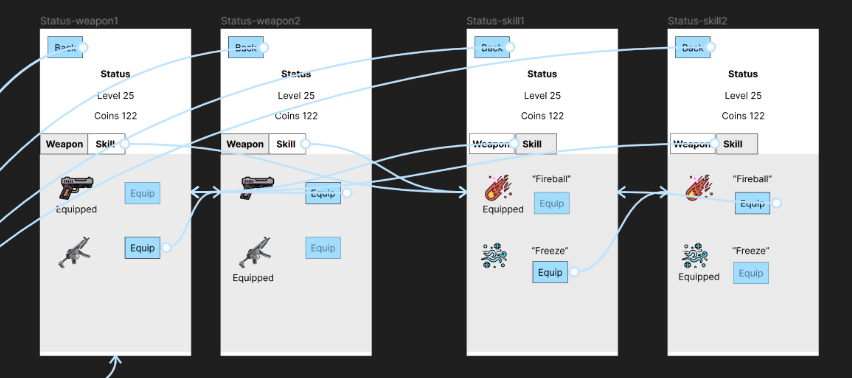 Status-weapon1
Back
Status
Level 25
Coins 122
Weapon Skill
Equip
Equipped
Equip
Status-weapon2
Back
Status
Level 25
Coins 122
Weapon Skill
Equip
Equip
Equipped
Status-skill1
Back
Status
Level 25
Coins 122
Weapon Skill
“Fireball”
Equip
Equipped
“Freeze”
Equip
Status-skill2
Back
Status
Level 25
Coins 122
Weapon Skill
“Fireball”
Equip
“Freeze”
Equip
Equipped